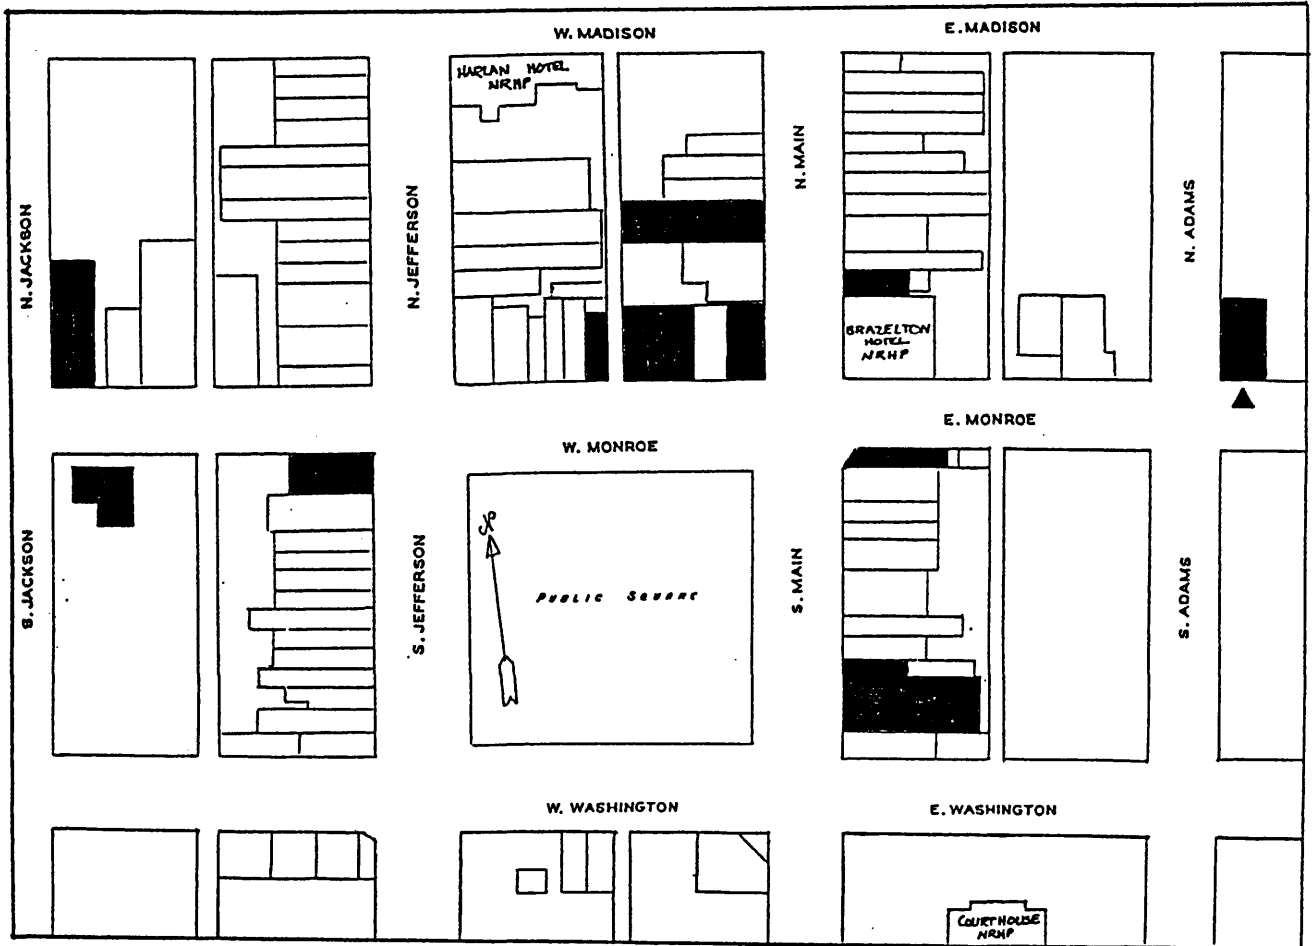 W. MADISON
E. MADISON
HARLAN HOTEL
NRHP
N. JACKSON
N. JEFFERSON
N. MAIN
N. ADAMS
BRAZELTON
HOTEL
NRHP
W. MONROE
E. MONROE
N
PUBLIC SQUARE
S. JACKSON
S. JEFFERSON
S. MAIN
S. ADAMS
W. WASHINGTON
E. WASHINGTON
COURTHOUSE
NRHP